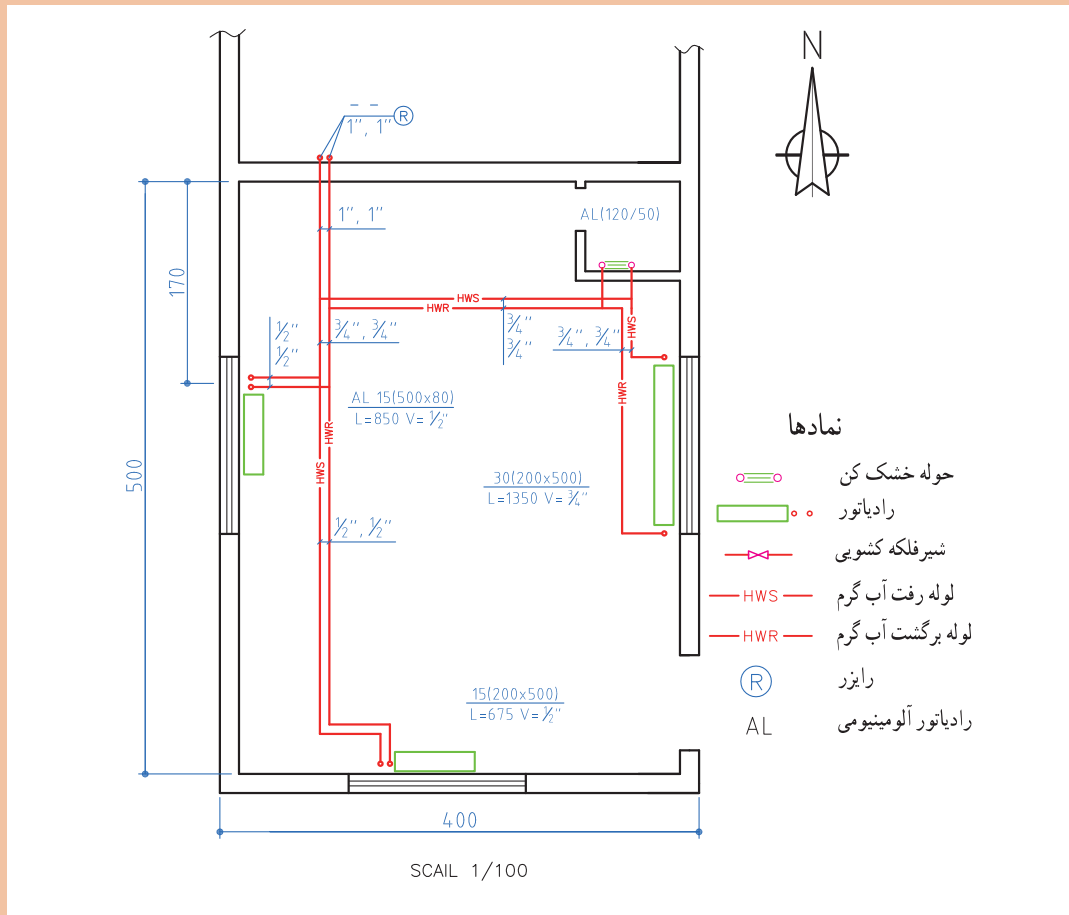 N
- -
1", 1" R
1", 1"
AL(120/50)
170
HWS
HWR
1/2"
1/2"
3/4", 3/4"
3/4"
3/4"
3/4", 3/4"
HWS
HWR
AL 15(500x80)
L=850 V= 1/2"
HWR
HWS
500
30(200x500)
L=1350 V= 3/4"
1/2", 1/2"
15(200x500)
L=675 V= 1/2"
400
SCAIL 1/100
نمادها
حوله خشک کن
رادیاتور
شیرفلکه کشویی
HWS لوله رفت آب گرم
HWR لوله برگشت آب گرم
R رایزر
AL رادیاتور آلومینیومی